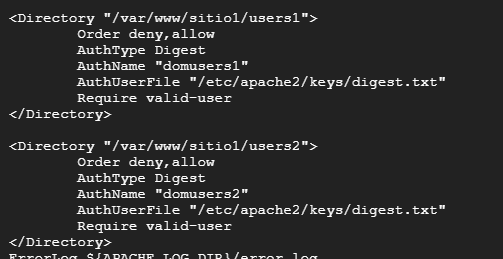 <Directory "/var/www/sitio1/users1">
Order deny,allow
AuthType Digest
AuthName "domusers1"
AuthUserFile "/etc/apache2/keys/digest.txt"
Require valid-user
</Directory>
<Directory "/var/www/sitio1/users2">
Order deny,allow
AuthType Digest
AuthName "domusers2"
AuthUserFile "/etc/apache2/keys/digest.txt"
Require valid-user
</Directory>
ErrorLog ${APACHE_LOG_DIR}/error.log